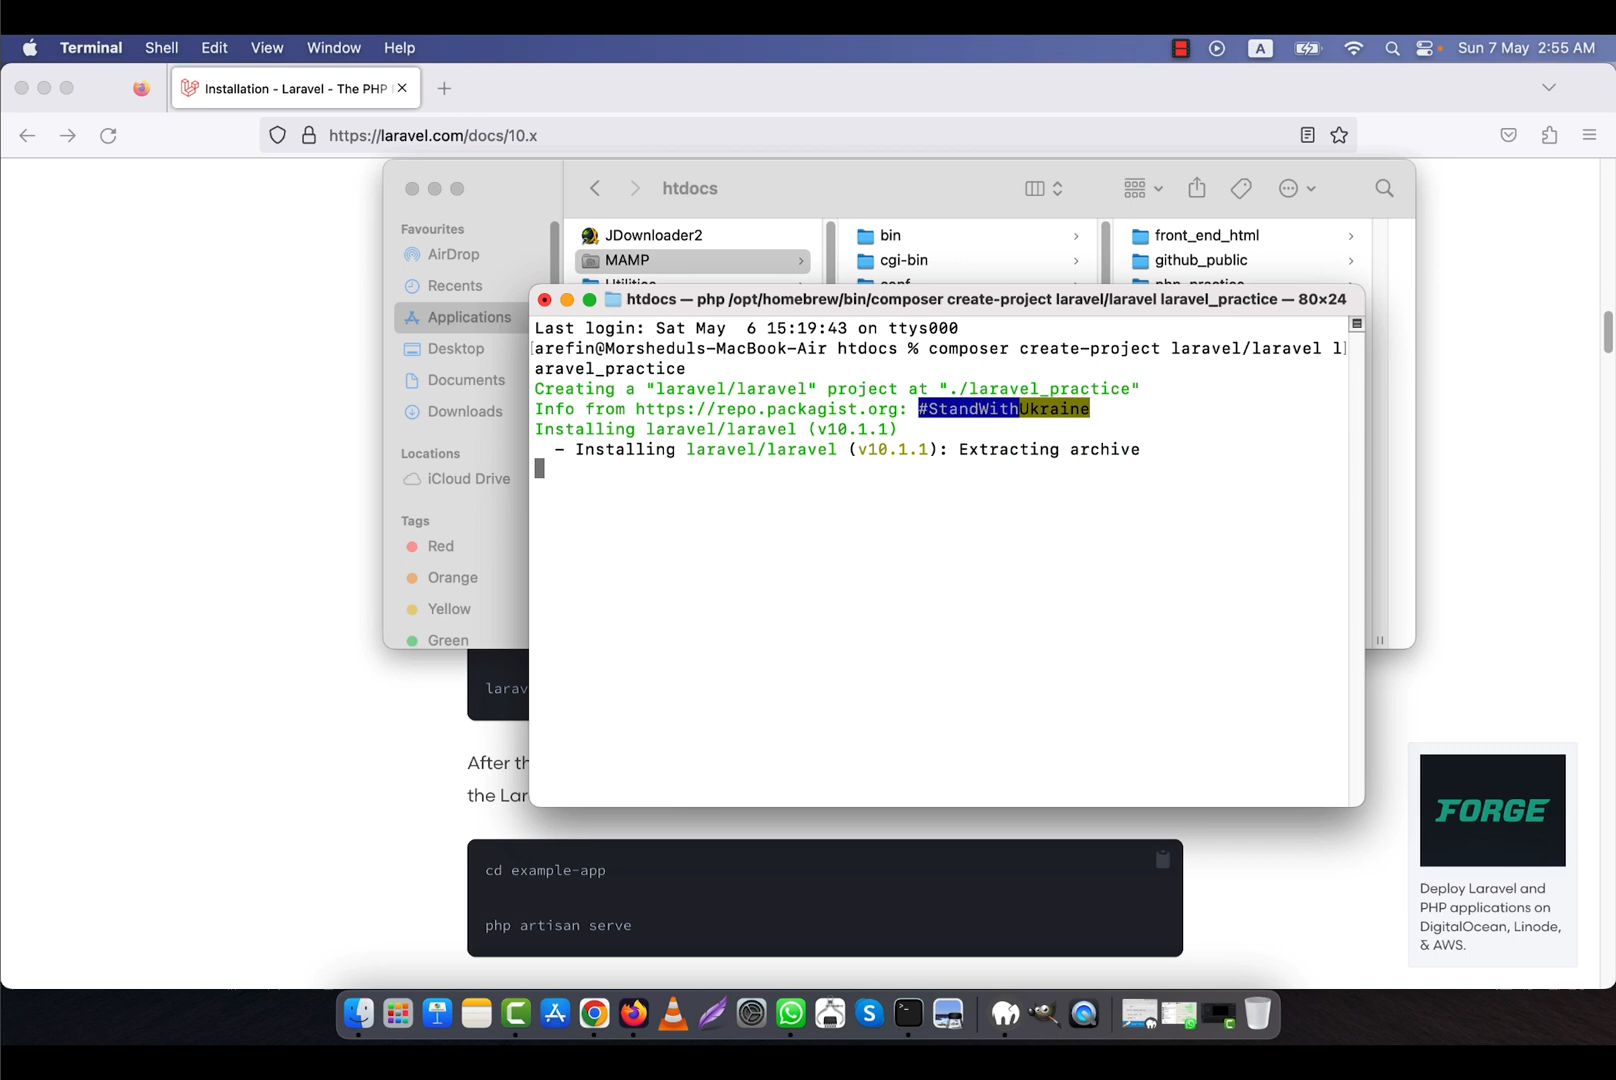 Terminal Shell Edit View Window Help A Sun 7 May 2:55 AM
Installation - Laravel - The PHP
https://laravel.com/docs/10.x
htdocs
Favourites
AirDrop
Recents
Applications
Desktop
Documents
Downloads
Locations
iCloud Drive
Tags
Red
Orange
Yellow
Green
JDownloader2
MAMP
Utilities
bin
cgi-bin
conf
front_end_html
github_public
php_practice
htdocs — php /opt/homebrew/bin/composer create-project laravel/laravel laravel_practice — 80×24
Last login: Sat May  6 15:19:43 on ttys000
[arefin@Morsheduls-MacBook-Air htdocs % composer create-project laravel/laravel l]
aravel_practice
Creating a "laravel/laravel" project at "./laravel_practice"
Info from https://repo.packagist.org: #StandWithUkraine
Installing laravel/laravel (v10.1.1)
  - Installing laravel/laravel (v10.1.1): Extracting archive
larav
After th
the Lar
cd example-app
php artisan serve
FORGE
Deploy Laravel and
PHP applications on
DigitalOcean, Linode,
& AWS.